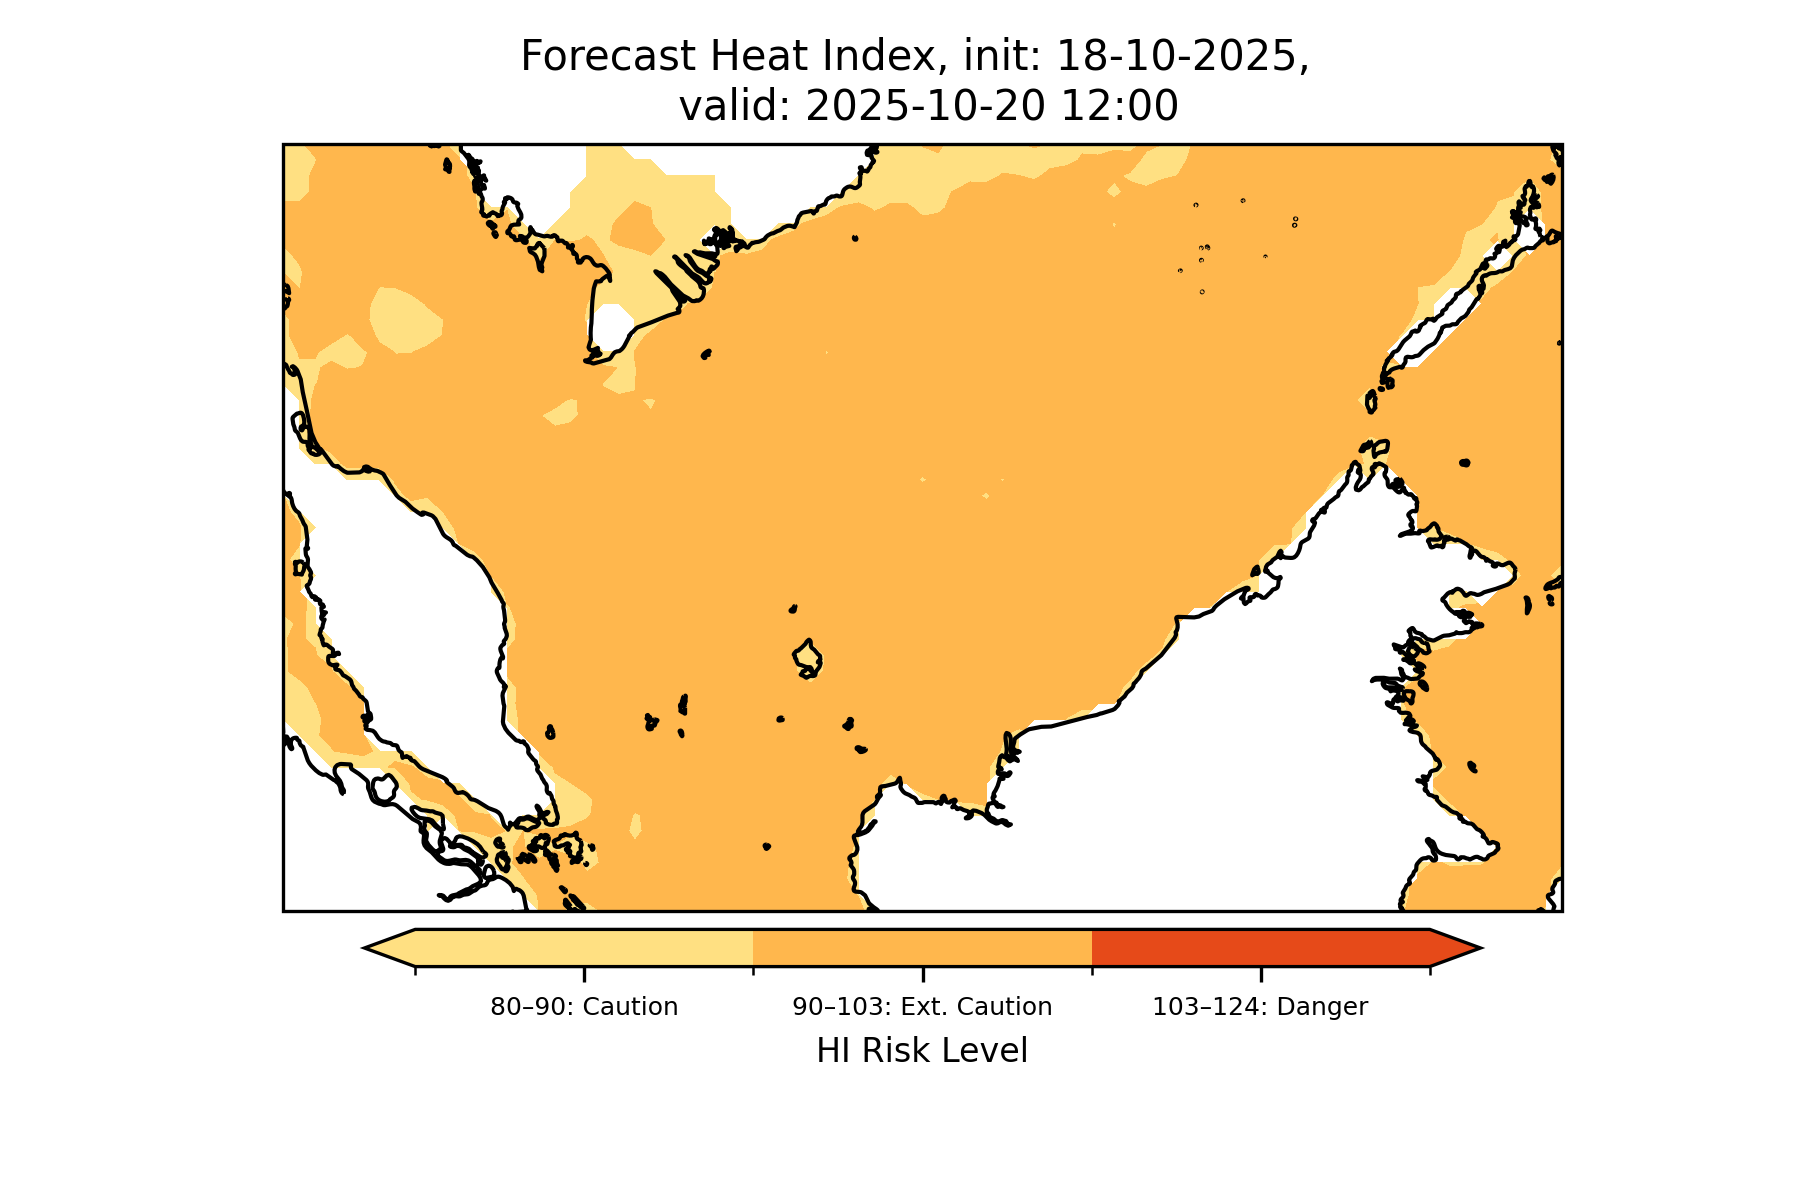 Forecast Heat Index, init: 18-10-2025,
valid: 2025-10-20 12:00
80–90: Caution
90–103: Ext. Caution
103–124: Danger
HI Risk Level